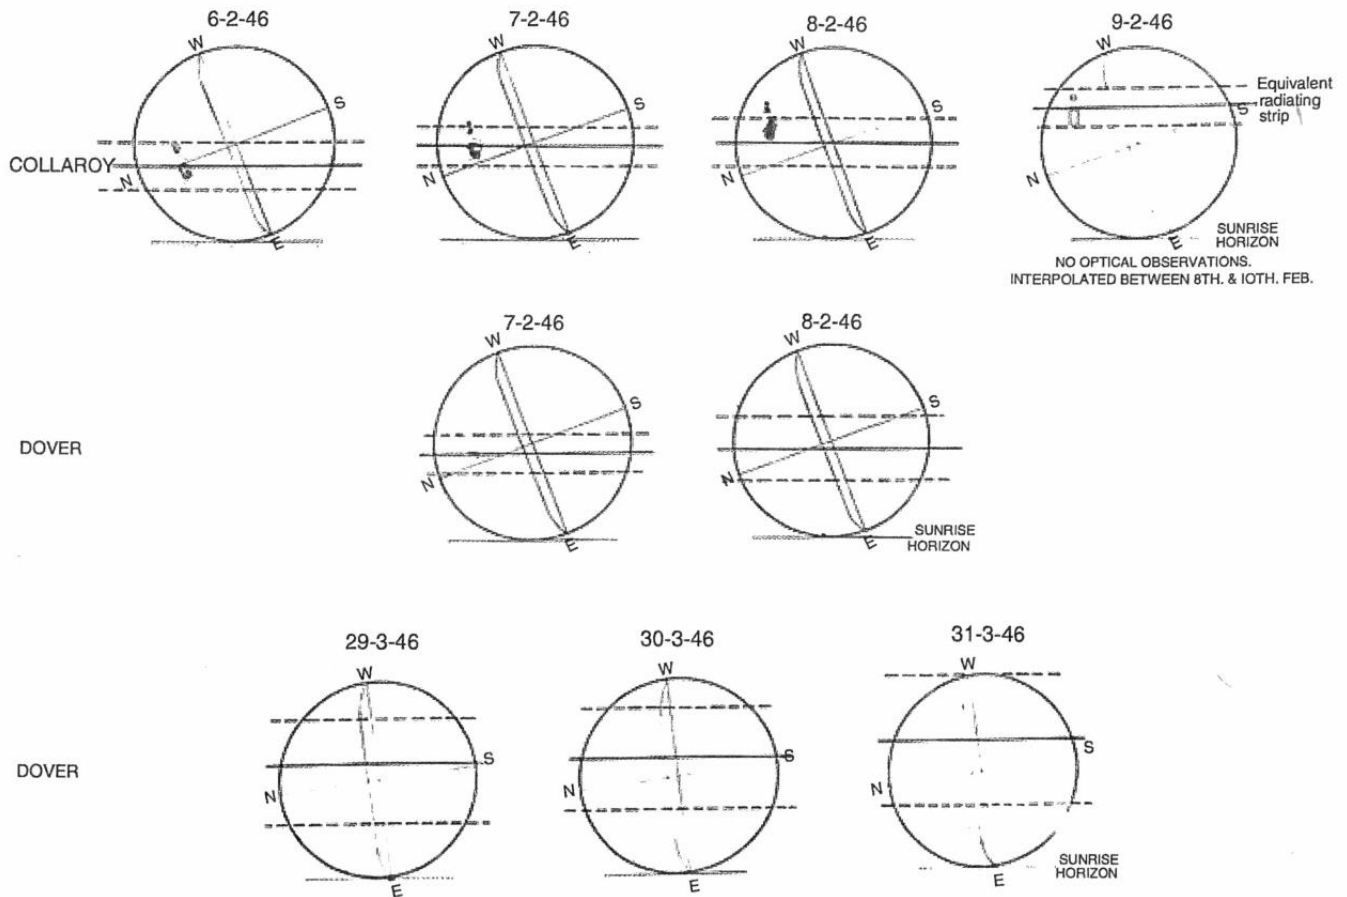 6-2-46
7-2-46
8-2-46
9-2-46
W
S
N
E
W
S
N
E
W
S
N
E
W
S
N
E
COLLAROY
Equivalent
radiating
strip
SUNRISE
HORIZON
NO OPTICAL OBSERVATIONS.
INTERPOLATED BETWEEN 8TH. & IOTH. FEB.
7-2-46
8-2-46
DOVER
W
S
N
E
W
S
N
E
SUNRISE
HORIZON
29-3-46
30-3-46
31-3-46
DOVER
W
S
N
E
W
S
N
E
W
S
N
E
SUNRISE
HORIZON